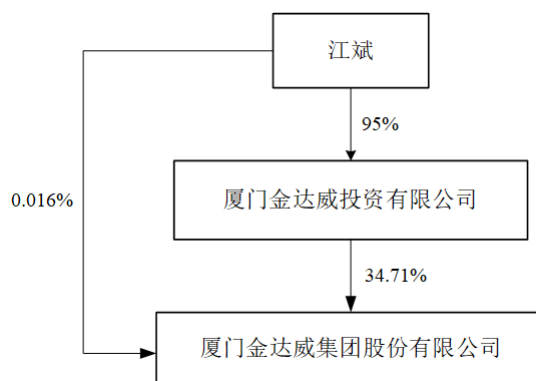 江斌
95%
0.016%
厦门金达威投资有限公司
34.71%
厦门金达威集团股份有限公司